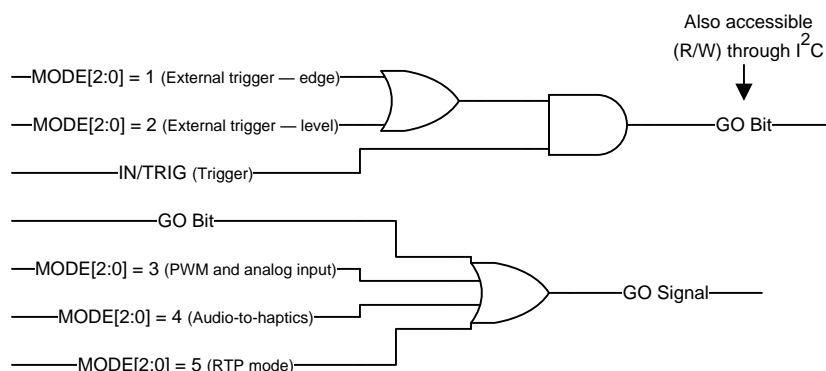 Also accessible
(R/W) through I²C
MODE[2:0] = 1 (External trigger — edge)
MODE[2:0] = 2 (External trigger — level)
GO Bit
IN/TRIG (Trigger)
GO Bit
MODE[2:0] = 3 (PWM and analog input)
GO Signal
MODE[2:0] = 4 (Audio-to-haptics)
MODE[2:0] = 5 (RTP mode)